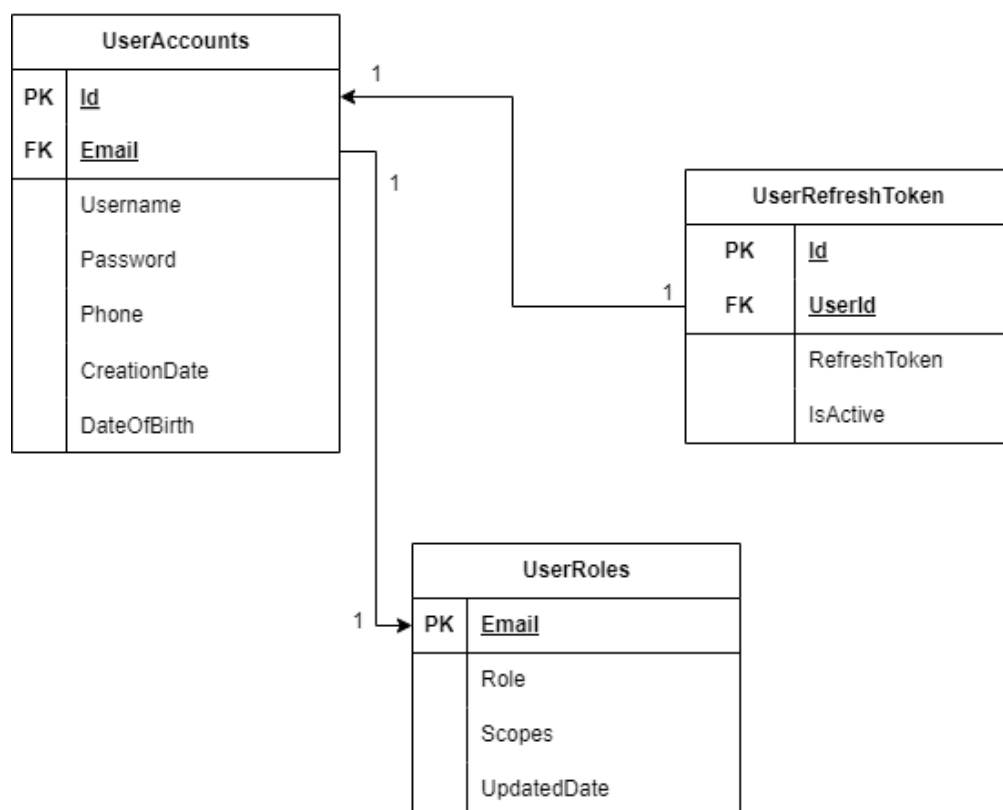 UserAccounts
PK Id
FK Email
Username
Password
Phone
CreationDate
DateOfBirth
1
1
1
UserRefreshToken
PK Id
FK UserId
RefreshToken
IsActive
1
UserRoles
PK Email
Role
Scopes
UpdatedDate